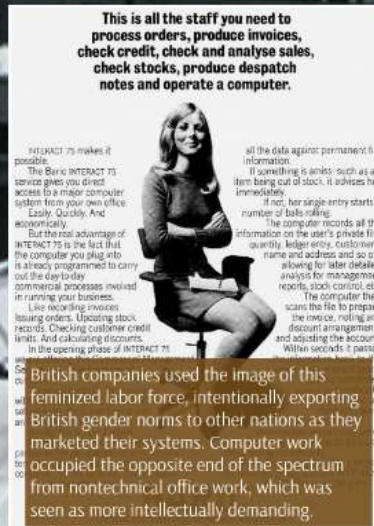 This is all the staff you need to
process orders, produce invoices,
check credit, check and analyse sales,
check stocks, produce despatch
notes and operate a computer.
INTERACT 75 makes it
possible.
The Baric INTERACT 75
service gives you direct
access to a major computer
system from your own office.
Easily. Quickly. And
economically.
But the real advantage of
INTERACT 75 is the fact that
the computer you plug into
is already programmed to carry
out the day-to-day
commercial processes involved
in running your business.
Like recording invoices
Issuing orders. Updating stock
records. Checking customer credit
limits. And calculating discounts.
In the opening phase of INTERACT 75
all the data against permanent
information.
If something is amiss such as
item being out of stock, it advises
immediately.
If not, her single entry starts
number of balls rolling.
The computer records all
information on the user's private
quantity, ledger entry, customer
name and address and so
allowing for later
analysis for
reports, stock control,
The computer
scans the file to
the invoice, noting
discount
and adjusting the
Within seconds it
British companies used the image of this
feminized labor force, intentionally exporting
British gender norms to other nations as they
marketed their systems. Computer work
occupied the opposite end of the spectrum
from nontechnical office work, which was
seen as more intellectually demanding.